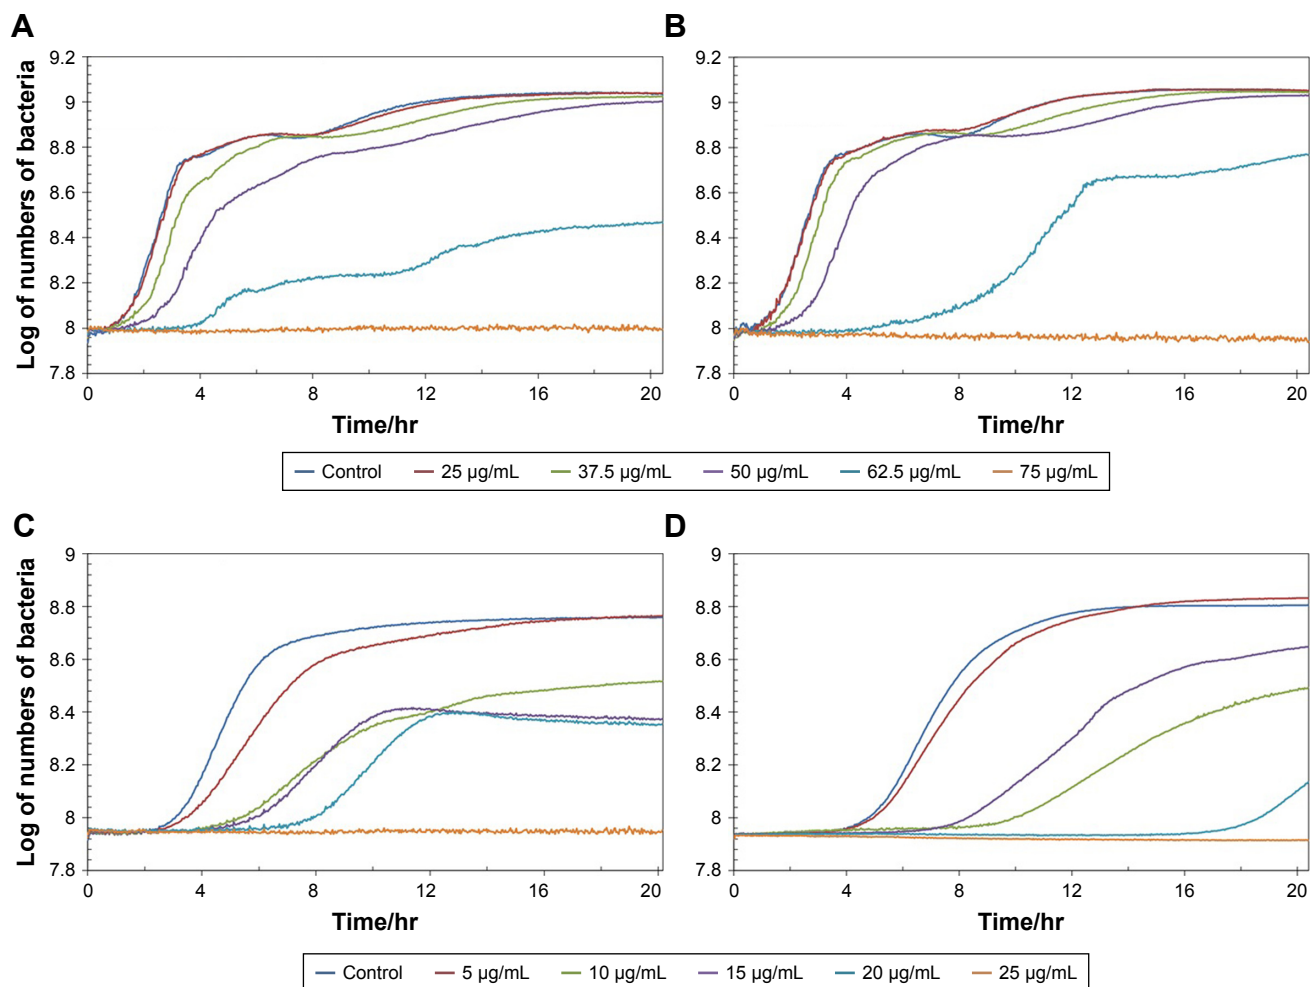 A
B
9.2
9
8.8
8.6
8.4
8.2
8
7.8
Log of numbers of bacteria
0 4 8 12 16 20
Time/hr
9.2
9
8.8
8.6
8.4
8.2
8
7.8
0 4 8 12 16 20
Time/hr
Control 25 µg/mL 37.5 µg/mL 50 µg/mL 62.5 µg/mL 75 µg/mL
C
D
9
8.8
8.6
8.4
8.2
8
7.8
Log of numbers of bacteria
0 4 8 12 16 20
Time/hr
9
8.8
8.6
8.4
8.2
8
7.8
0 4 8 12 16 20
Time/hr
Control 5 µg/mL 10 µg/mL 15 µg/mL 20 µg/mL 25 µg/mL